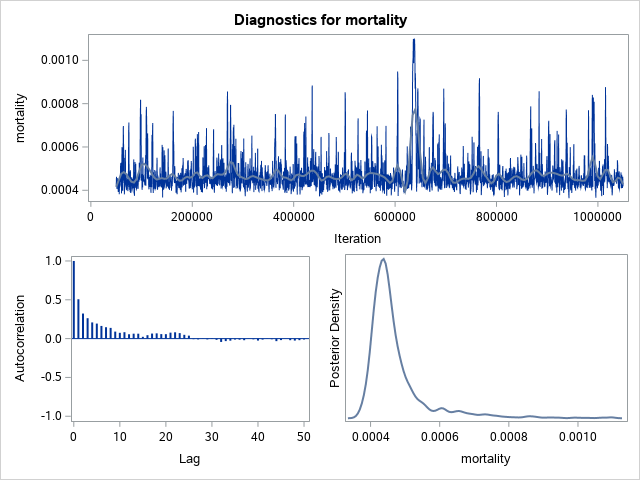 Diagnostics for mortality
mortality
0.0010
0.0008
0.0006
0.0004
0 200000 400000 600000 800000 1000000
Iteration
Autocorrelation
1.0
0.5
0.0
-0.5
-1.0
0 10 20 30 40 50
Lag
Posterior Density
0.0004 0.0006 0.0008 0.0010
mortality